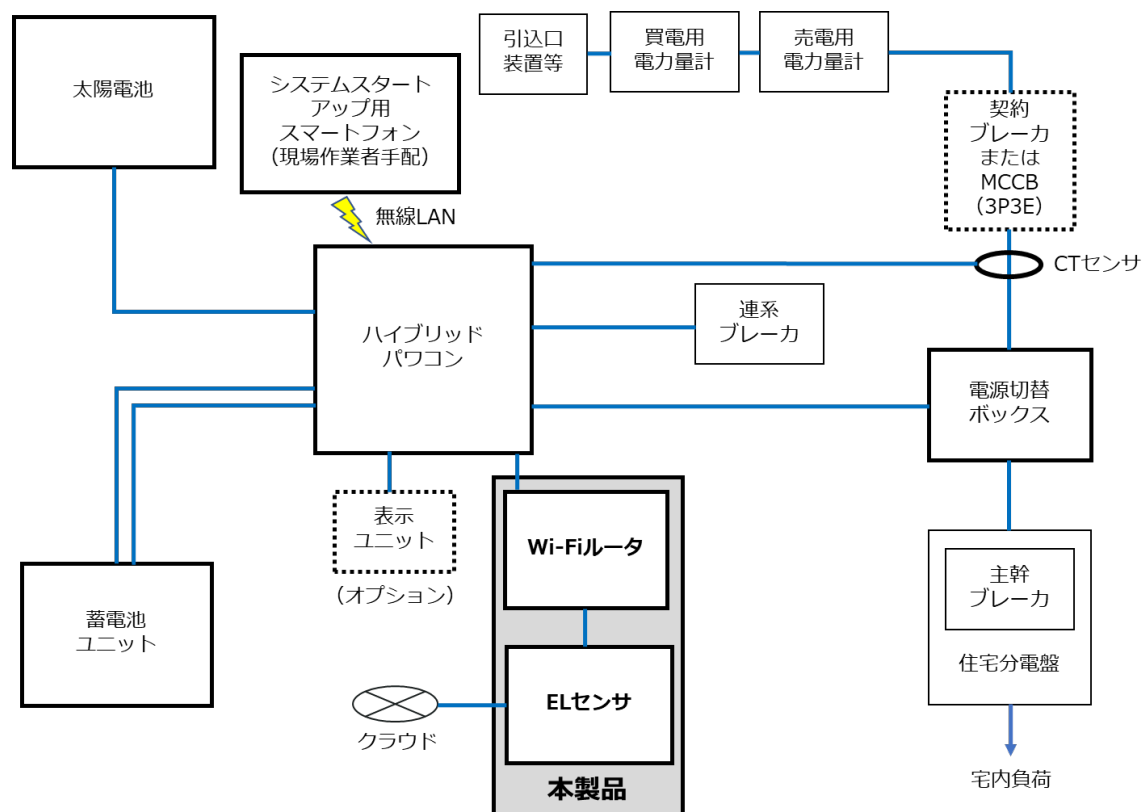 太陽電池
システムスタート
アップ用
スマートフォン
（現場作業者手配）
無線LAN
引込口
装置等
買電用
電力量計
売電用
電力量計
契約
ブレーカ
または
MCCB
（3P3E）
CTセンサ
ハイブリッド
パワコン
連系
ブレーカ
電源切替
ボックス
表示
ユニット
（オプション）
Wi-Fiルータ
主幹
ブレーカ
住宅分電盤
蓄電池
ユニット
ELセンサ
クラウド
本製品
宅内負荷